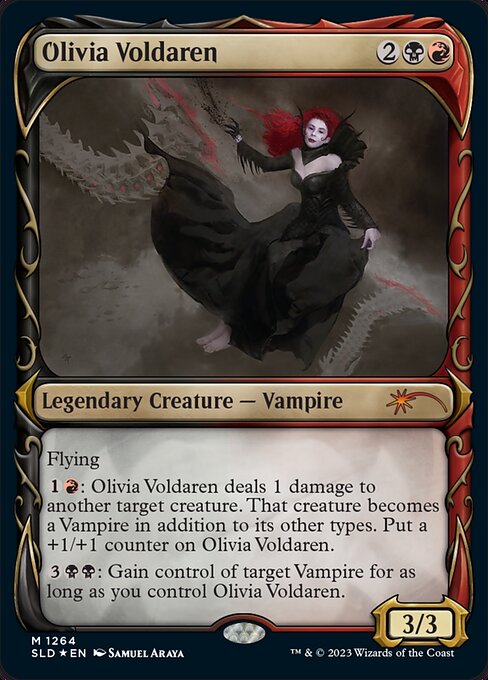 Olivia Voldaren 2
Legendary Creature — Vampire
Flying
1: Olivia Voldaren deals 1 damage to
another target creature. That creature becomes
a Vampire in addition to its other types. Put a
+1/+1 counter on Olivia Voldaren.
3: Gain control of target Vampire for as
long as you control Olivia Voldaren.
3/3
M 1264
SLD ★ EN Samuel Araya
™ & © 2023 Wizards of the Coast